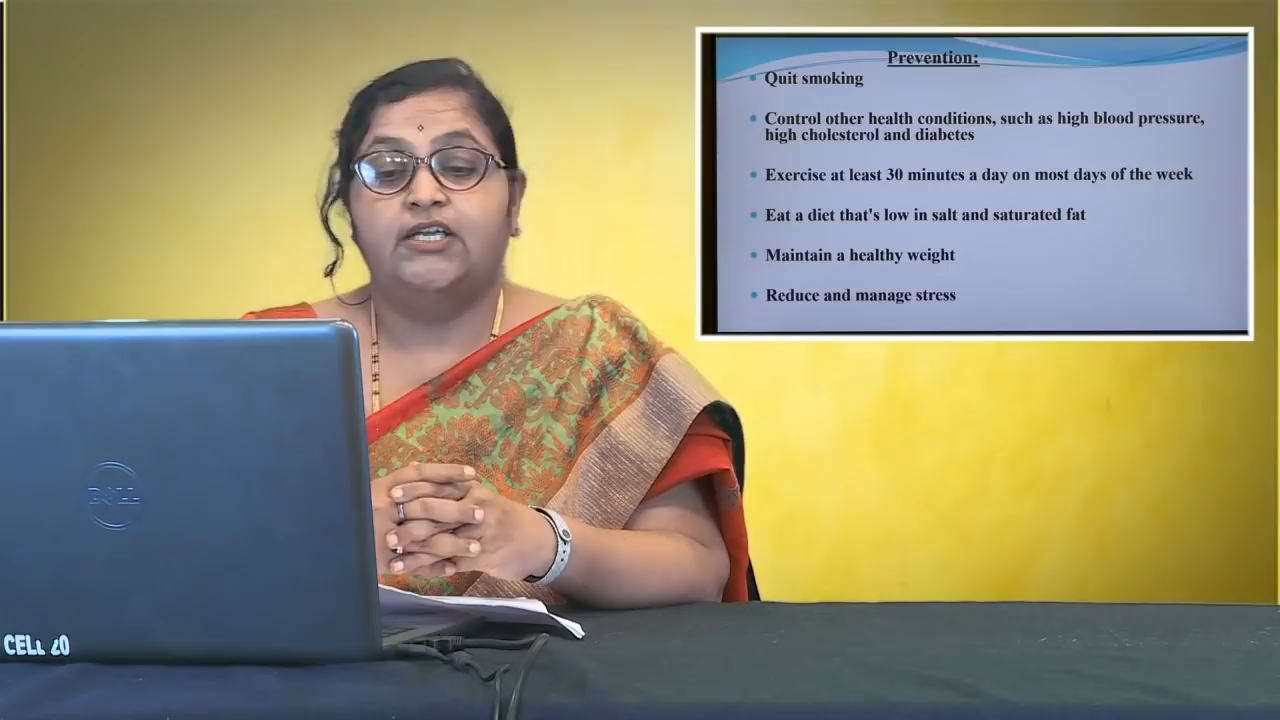 Prevention:
Quit smoking
Control other health conditions, such as high blood pressure,
high cholesterol and diabetes
Exercise at least 30 minutes a day on most days of the week
Eat a diet that's low in salt and saturated fat
Maintain a healthy weight
Reduce and manage stress
DELL
CELL 20